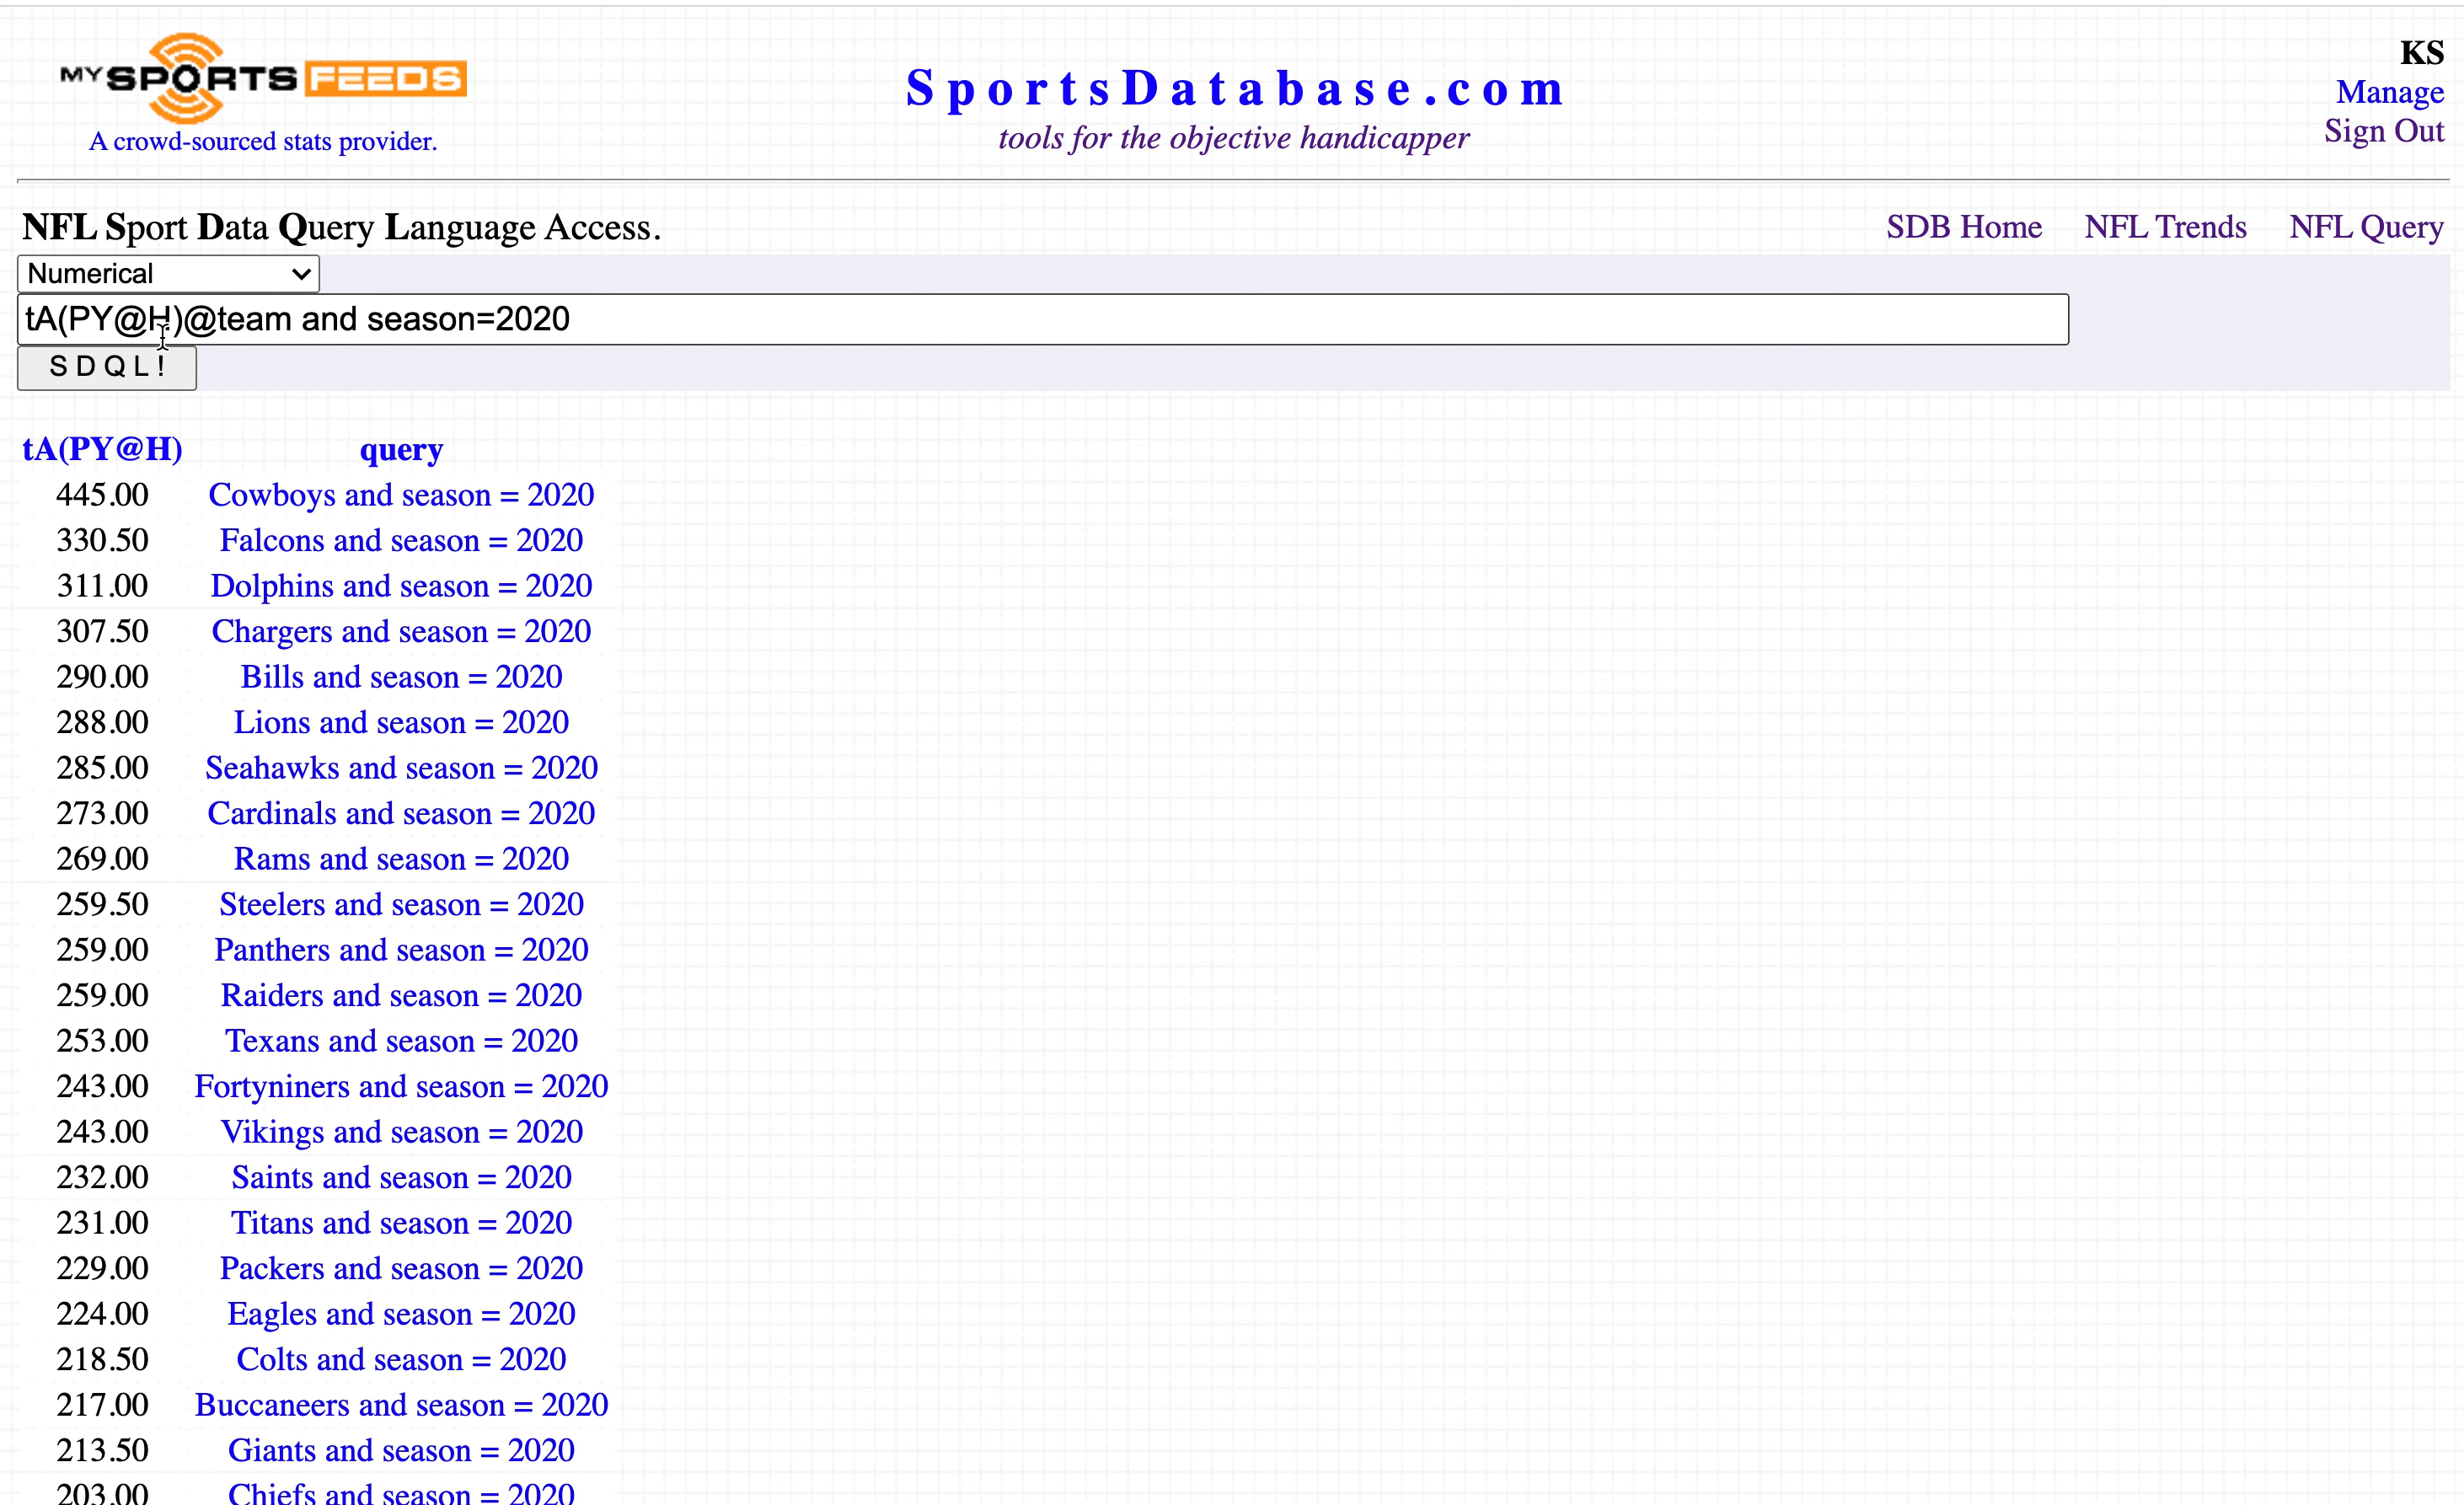 MYSPORTSFEEDS
A crowd-sourced stats provider.
SportsDatabase.com
tools for the objective handicapper
KS
Manage
Sign Out
NFL Sport Data Query Language Access.
SDB Home NFL Trends NFL Query
Numerical
tA(PY@H)@team and season=2020
S D Q L !
tA(PY@H) query
445.00 Cowboys and season = 2020
330.50 Falcons and season = 2020
311.00 Dolphins and season = 2020
307.50 Chargers and season = 2020
290.00 Bills and season = 2020
288.00 Lions and season = 2020
285.00 Seahawks and season = 2020
273.00 Cardinals and season = 2020
269.00 Rams and season = 2020
259.50 Steelers and season = 2020
259.00 Panthers and season = 2020
259.00 Raiders and season = 2020
253.00 Texans and season = 2020
243.00 Fortyniners and season = 2020
243.00 Vikings and season = 2020
232.00 Saints and season = 2020
231.00 Titans and season = 2020
229.00 Packers and season = 2020
224.00 Eagles and season = 2020
218.50 Colts and season = 2020
217.00 Buccaneers and season = 2020
213.50 Giants and season = 2020
203.00 Chiefs and season = 2020